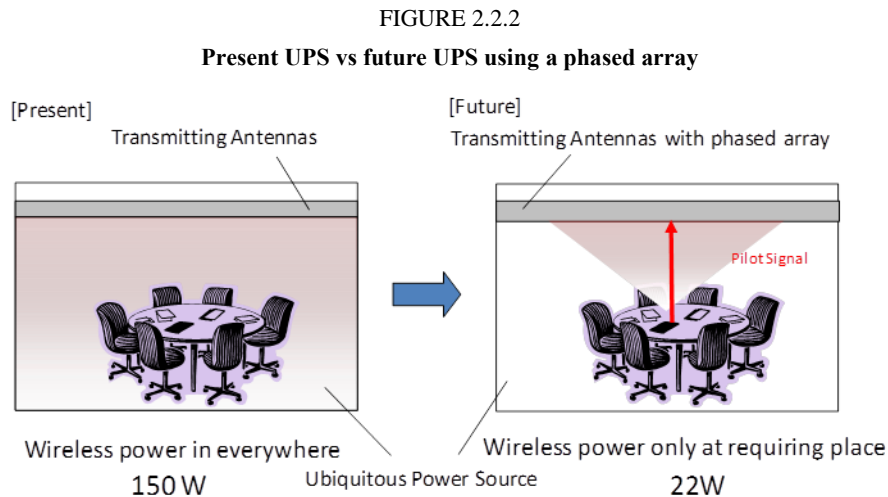 FIGURE 2.2.2
Present UPS vs future UPS using a phased array
[Present]
Transmitting Antennas
[Future]
Transmitting Antennas with phased array
Pilot Signal
Wireless power in everywhere
150 W
Ubiquitous Power Source
Wireless power only at requiring place
22W